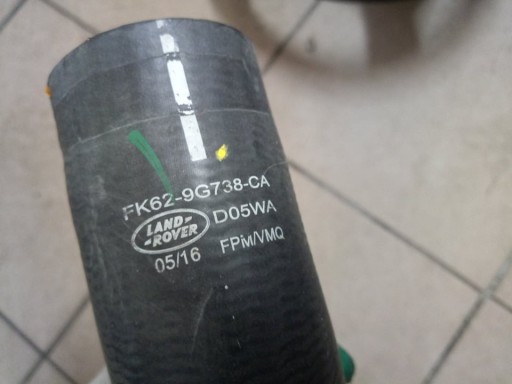 FK62-9G738-CA
LAND-
-ROVER
D05WA
05/16
FPM/VMQ